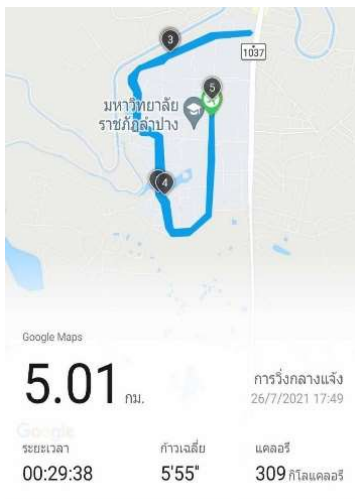 3
1037
5
มหาวิทยาลัย
ราชภัฏลำปาง
4
Google Maps
5.01 กม.
การวิ่งกลางแจ้ง
26/7/2021 17:49
Google
ระยะเวลา ก้าวเฉลี่ย แคลอรี
00:29:38 5'55" 309 กิโลแคลอรี